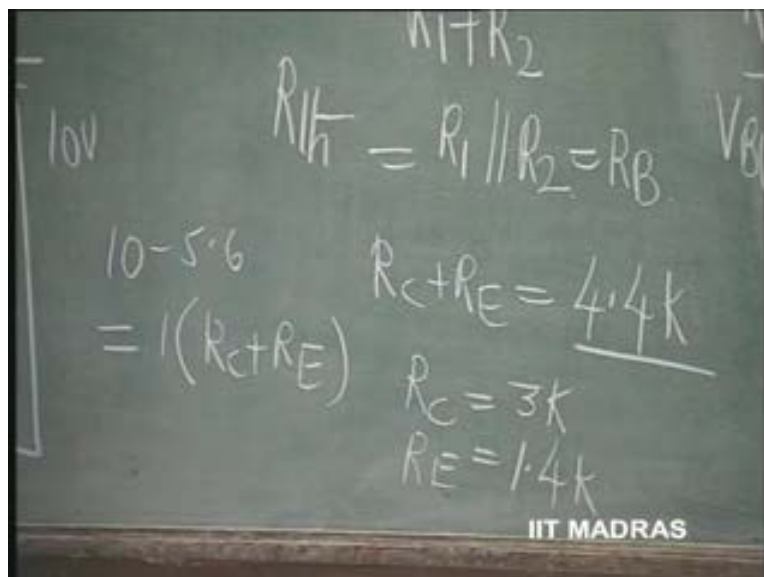 R1+R2
10V
RTh = R1 || R2 = RB
10-5.6
= 1(RC+RE)
RC+RE = 4.4k
RC = 3k
RE = 1.4k
IIT MADRAS